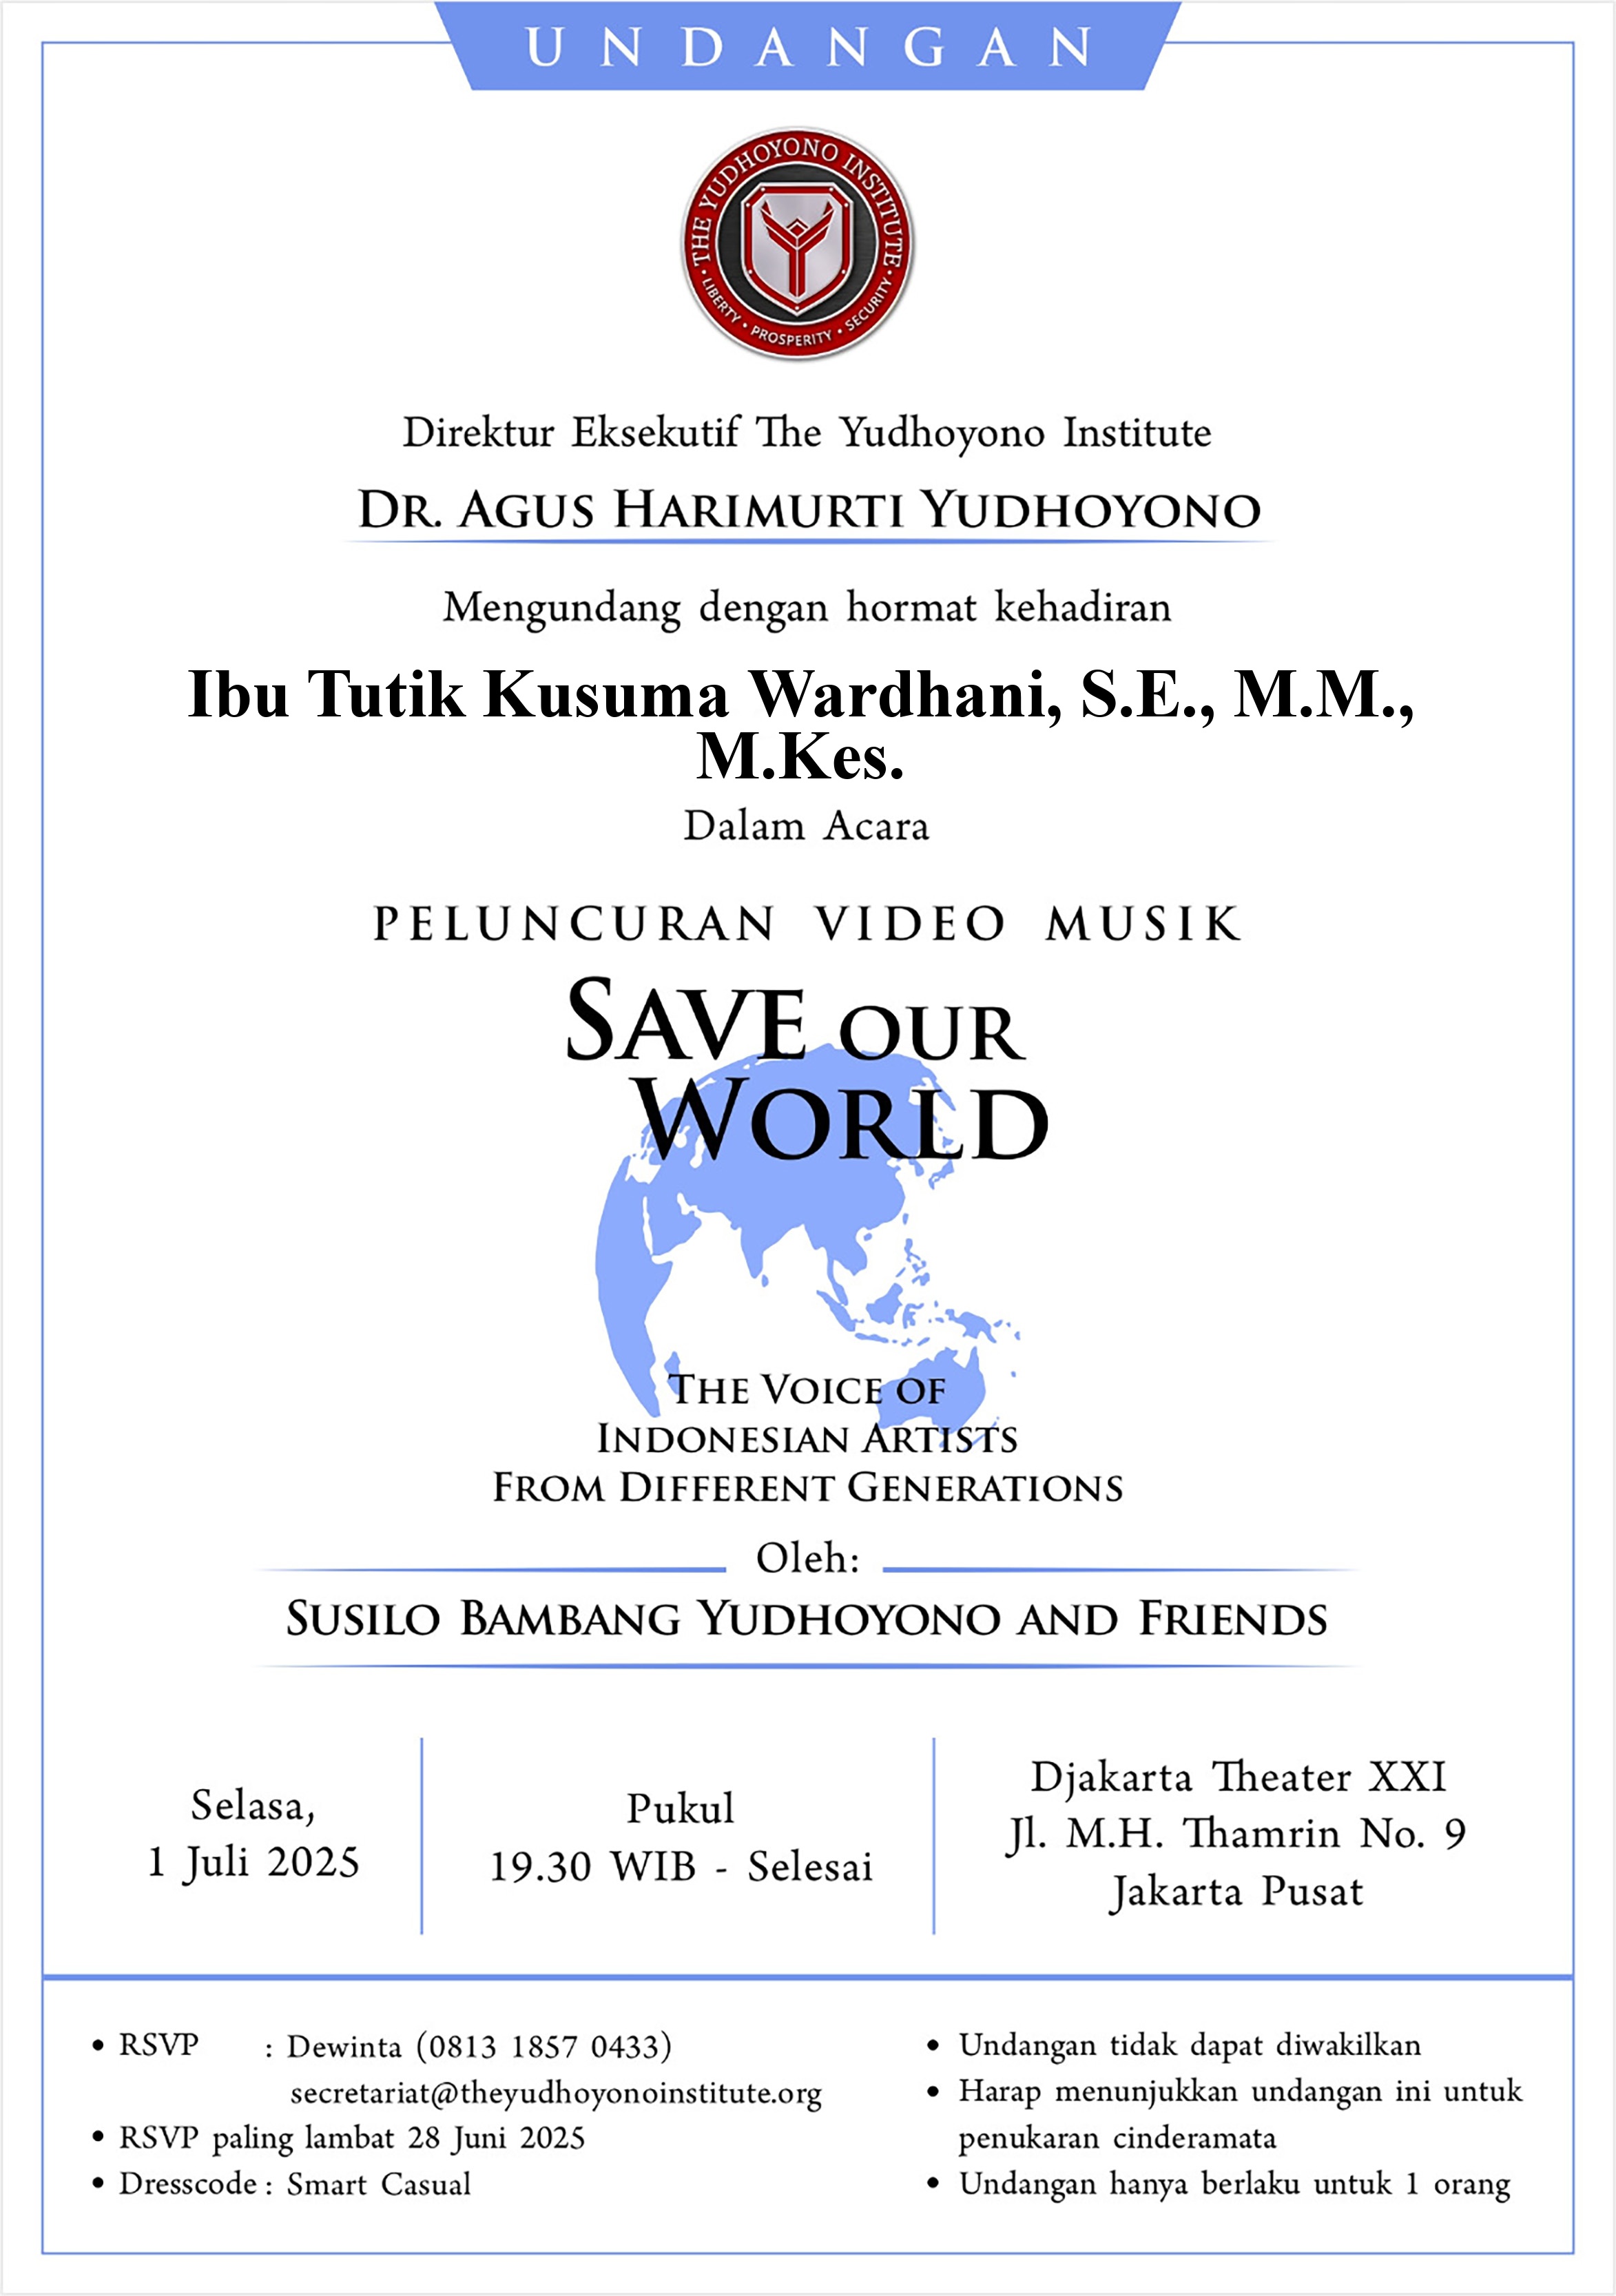 UNDANGAN
THE YUDHOYONO INSTITUTE
LIBERTY • PROSPERITY • SECURITY
Direktur Eksekutif The Yudhoyono Institute
DR. AGUS HARIMURTI YUDHOYONO
Mengundang dengan hormat kehadiran
Ibu Tutik Kusuma Wardhani, S.E., M.M.,
M.Kes.
Dalam Acara
PELUNCURAN VIDEO MUSIK
SAVE OUR
WORLD
THE VOICE OF
INDONESIAN ARTISTS
FROM DIFFERENT GENERATIONS
Oleh:
SUSILO BAMBANG YUDHOYONO AND FRIENDS
Selasa,
1 Juli 2025
Pukul
19.30 WIB - Selesai
Djakarta Theater XXI
Jl. M.H. Thamrin No. 9
Jakarta Pusat
• RSVP : Dewinta (0813 1857 0433)
secretariat@theyudhoyonoinstitute.org
• RSVP paling lambat 28 Juni 2025
• Dresscode : Smart Casual
• Undangan tidak dapat diwakilkan
• Harap menunjukkan undangan ini untuk
penukaran cinderamata
• Undangan hanya berlaku untuk 1 orang